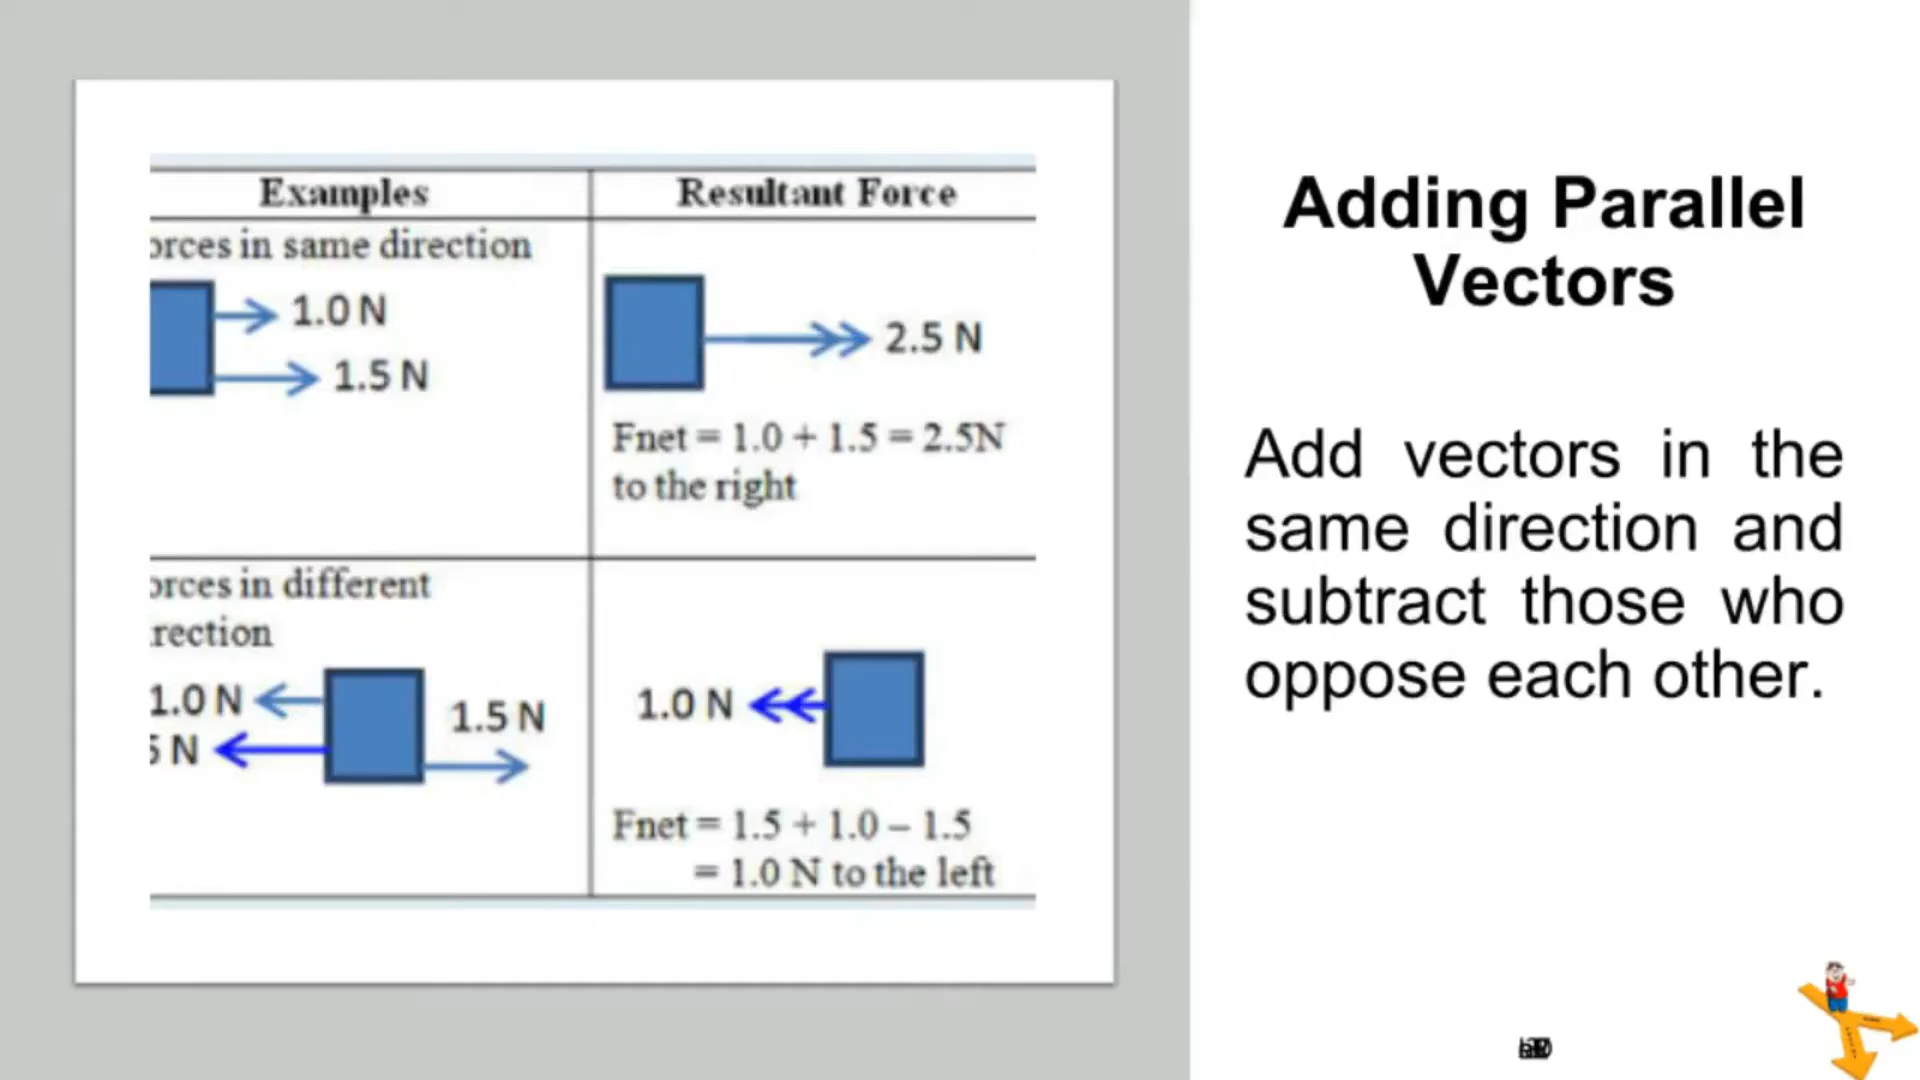 Examples
Resultant Force
orces in same direction
1.0 N
1.5 N
2.5 N
Fnet = 1.0 + 1.5 = 2.5N
to the right
orces in different
rection
1.0 N
5 N
1.5 N
1.0 N
Fnet = 1.5 + 1.0 – 1.5
= 1.0 N to the left
Adding Parallel
Vectors
Add vectors in the
same direction and
subtract those who
oppose each other.